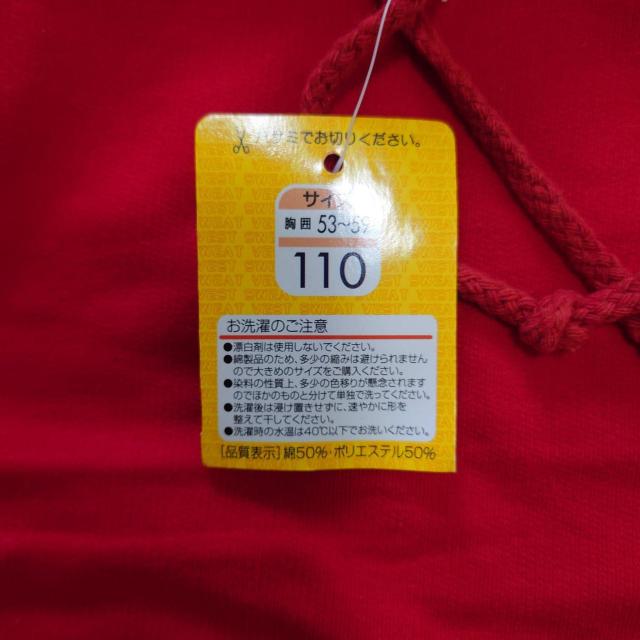 ハサミでお切りください。
サイズ
胸囲 53〜59
110
お洗濯のご注意
●漂白剤は使用しないでください。
●綿製品のため、多少の縮みは避けられません
ので大きめのサイズをご購入ください。
●染料の性質上、多少の色移りが懸念されます
のでほかのものと分けて単独で洗ってください。
●洗濯後は浸け置きせずに、速やかに形を
整えて干してください。
●洗濯時の水温は40℃以下でお洗いください。
[品質表示]綿50%・ポリエステル50%